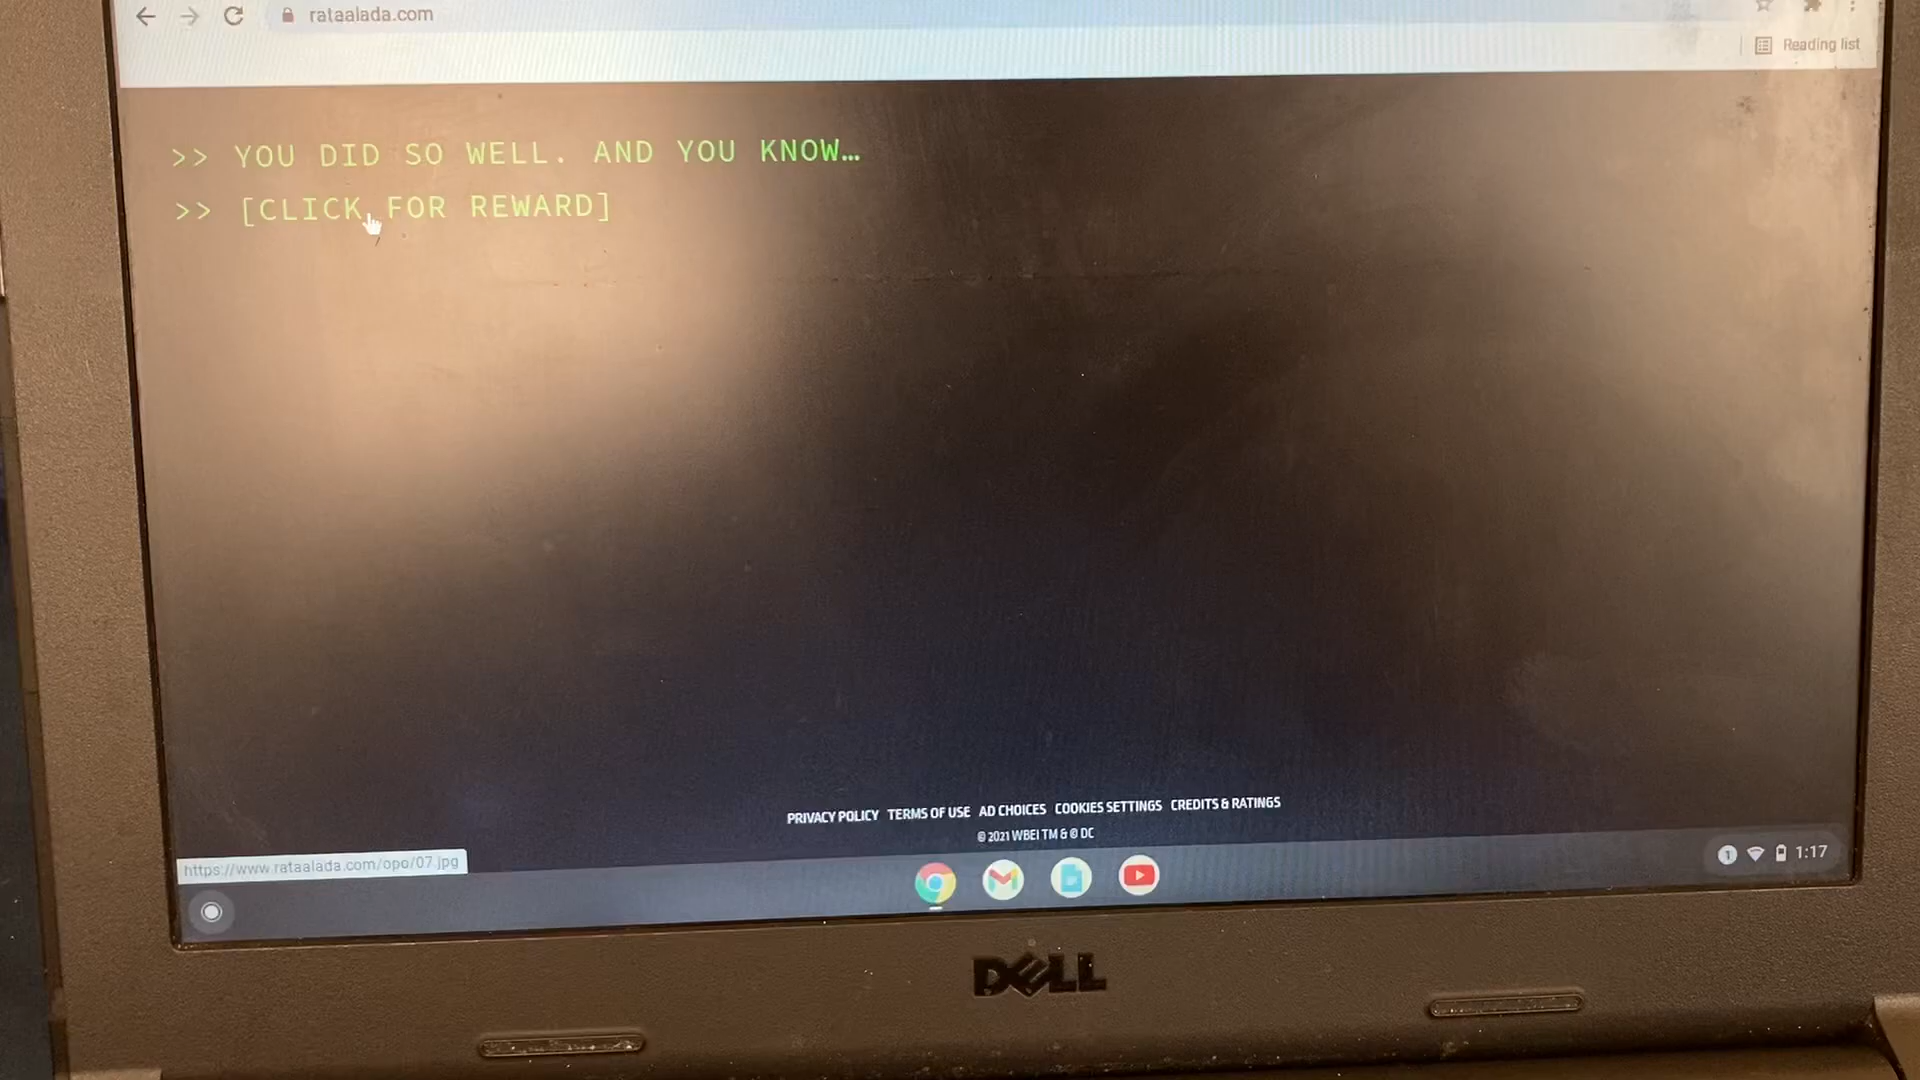 rataalada.com
Reading list
>> YOU DID SO WELL. AND YOU KNOW…
>> [CLICK FOR REWARD]
PRIVACY POLICY TERMS OF USE AD CHOICES COOKIES SETTINGS CREDITS & RATINGS
© 2021 WBEI TM & © DC
https://www.rataalada.com/opo/07.jpg
1 1:17
DELL